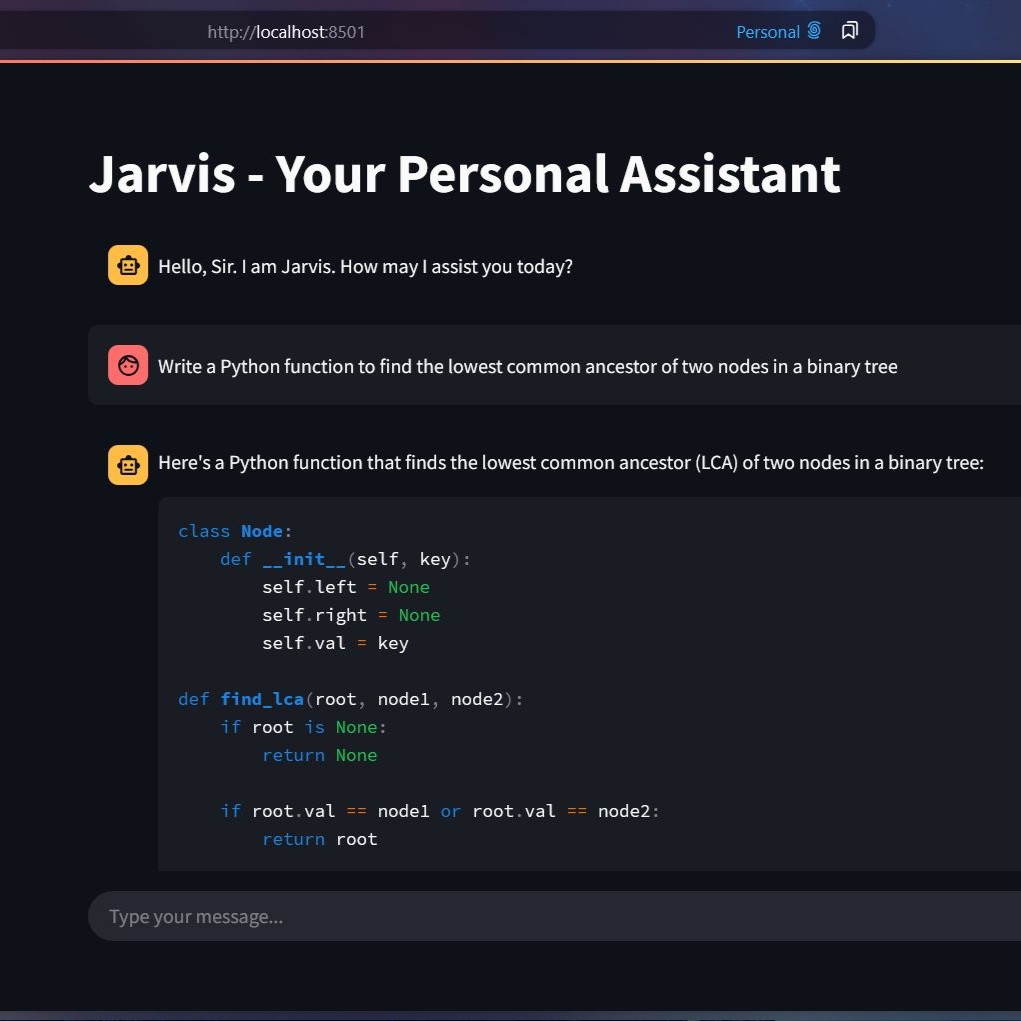 http://localhost:8501 Personal
Jarvis - Your Personal Assistant
Hello, Sir. I am Jarvis. How may I assist you today?
Write a Python function to find the lowest common ancestor of two nodes in a binary tree
Here's a Python function that finds the lowest common ancestor (LCA) of two nodes in a binary tree:
class Node:
    def __init__(self, key):
        self.left = None
        self.right = None
        self.val = key
def find_lca(root, node1, node2):
    if root is None:
        return None
    if root.val == node1 or root.val == node2:
        return root
Type your message...